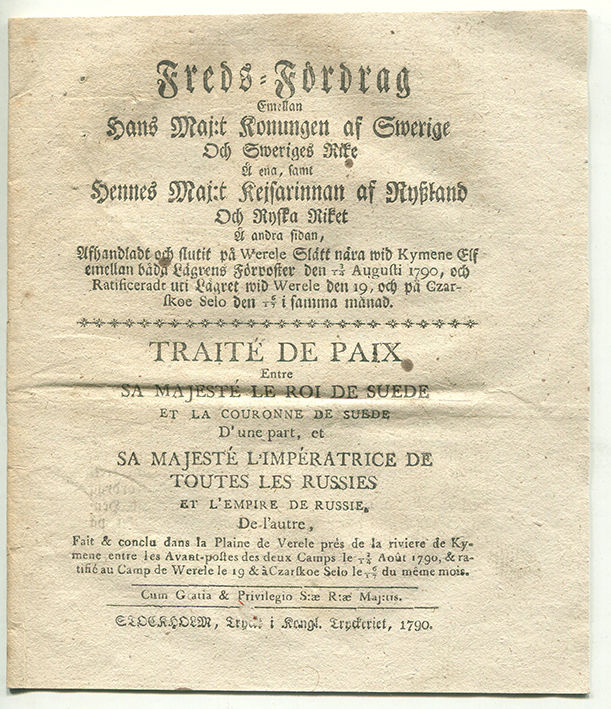 Freds-Fördrag
Emellan
Hans Maj:t Konungen af Swerige
Och Sweriges Rike
Å ena, samt
Hennes Maj:t Kejsarinnan af Ryßland
Och Ryska Riket
Å andra sidan,
Afhandladt och slutit på Werele Slätt nära wid Kymene Elf
emellan båda Lägrens Förposter den 3/14 Augusti 1790, och
Ratificeradt uti Lägret wid Werele den 19, och på Czar-
skoe Selo den 6/17 i samma månad.
TRAITÉ DE PAIX
Entre
SA MAJESTÉ LE ROI DE SUEDE
ET LA COURONNE DE SUEDE
D'une part, et
SA MAJESTÉ L'IMPÉRATRICE DE
TOUTES LES RUSSIES
ET L'EMPIRE DE RUSSIE,
De l'autre,
Fait & conclu dans la Plaine de Verele prés de la riviere de Ky-
mene entre les Avant-postes des deux Camps le 3/14 Août 1790, & ra-
tifié au Camp de Werele le 19 & à Czarskoe Selo le 6/17 du même mois.
Cum Gratia & Privilegio S:æ R:æ Maj:tis.
STOCKHOLM, Tryckt i Kongl. Tryckeriet, 1790.